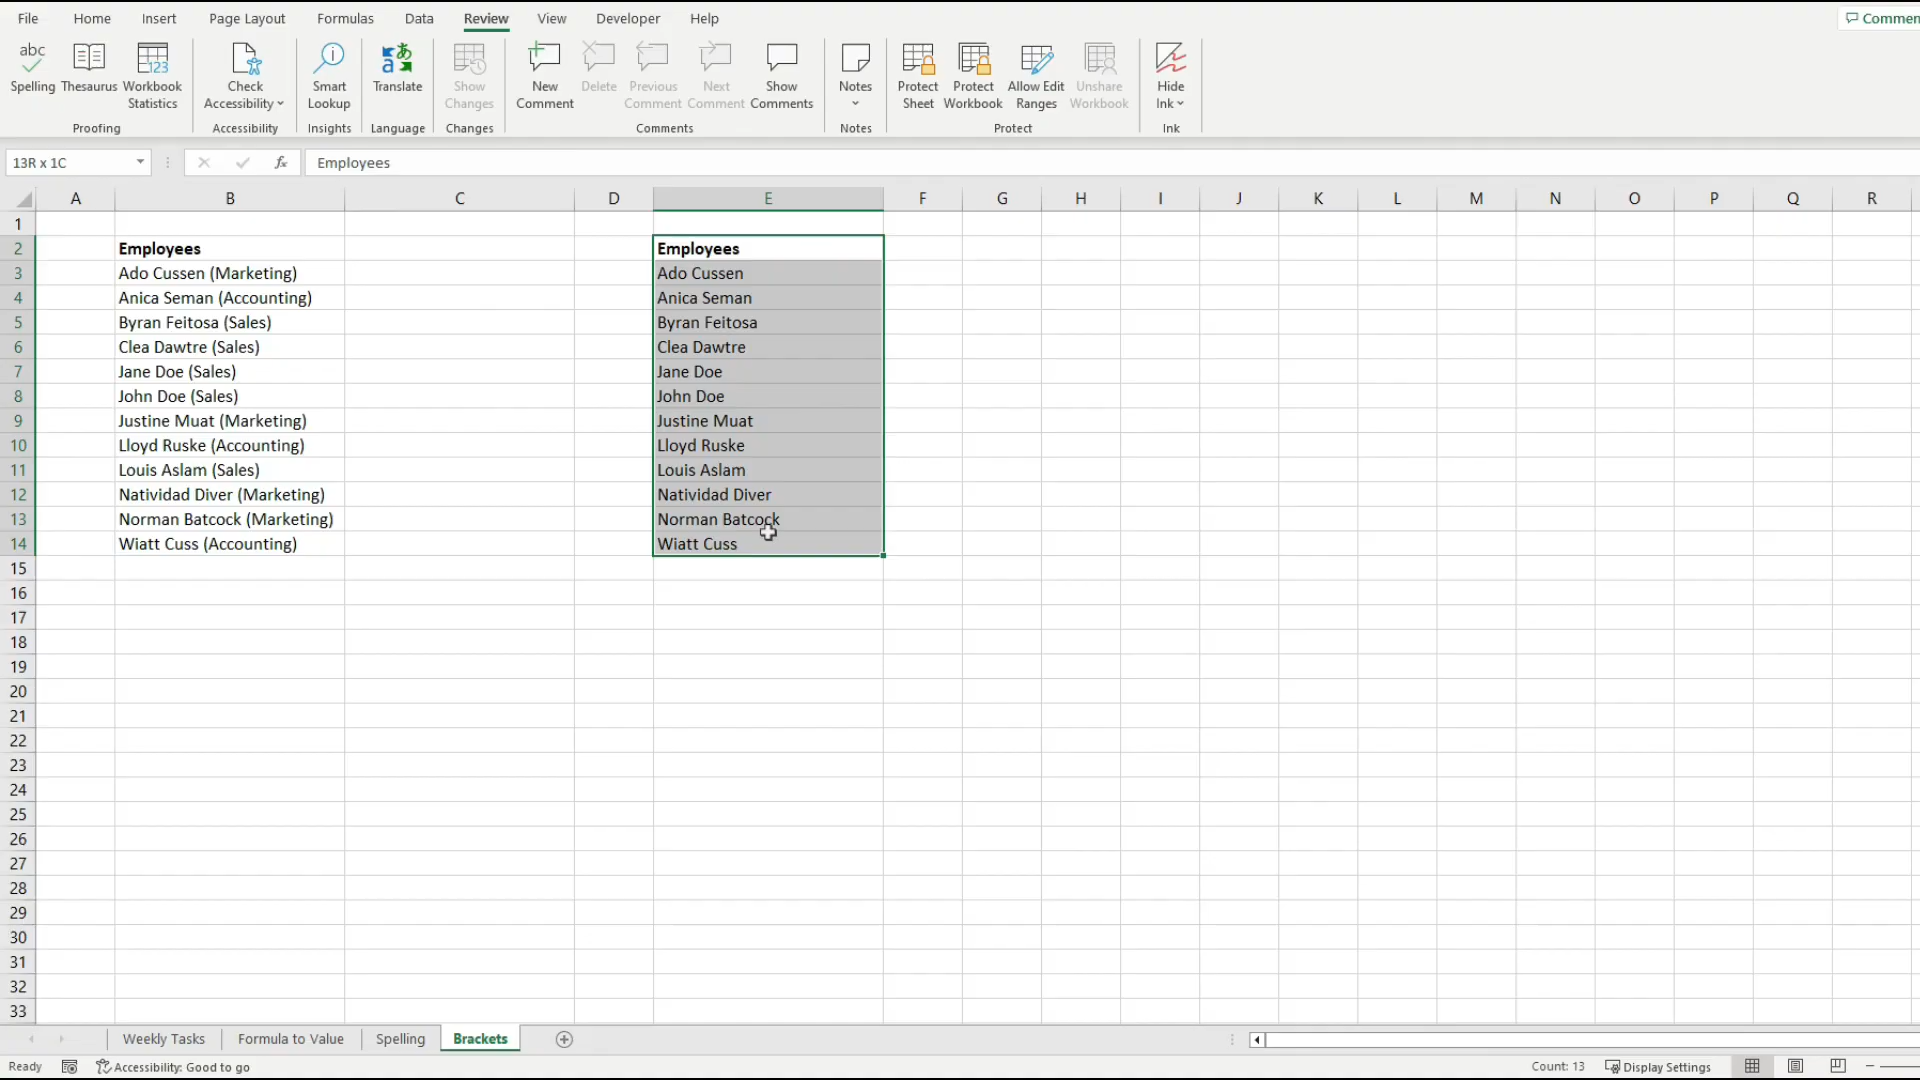 File Home Insert Page Layout Formulas Data Review View Developer Help
abc
123
Spelling Thesaurus Workbook Statistics
Check Accessibility
Smart Lookup
Translate
Show Changes
New Comment Delete Previous Comment Next Comment Show Comments
Notes
Protect Sheet Protect Workbook Allow Edit Ranges Unshare Workbook
Hide Ink
Proofing Accessibility Insights Language Changes Comments Notes Protect Ink
13R x 1C fx Employees
A B C D E F G H I J K L M N O P Q R
1
2 Employees Employees
3 Ado Cussen (Marketing) Ado Cussen
4 Anica Seman (Accounting) Anica Seman
5 Byran Feitosa (Sales) Byran Feitosa
6 Clea Dawtre (Sales) Clea Dawtre
7 Jane Doe (Sales) Jane Doe
8 John Doe (Sales) John Doe
9 Justine Muat (Marketing) Justine Muat
10 Lloyd Ruske (Accounting) Lloyd Ruske
11 Louis Aslam (Sales) Louis Aslam
12 Natividad Diver (Marketing) Natividad Diver
13 Norman Batcock (Marketing) Norman Batcock
14 Wiatt Cuss (Accounting) Wiatt Cuss
15
16
17
18
19
20
21
22
23
24
25
26
27
28
29
30
31
32
33
Weekly Tasks Formula to Value Spelling Brackets
Ready Accessibility: Good to go Count: 13 Display Settings